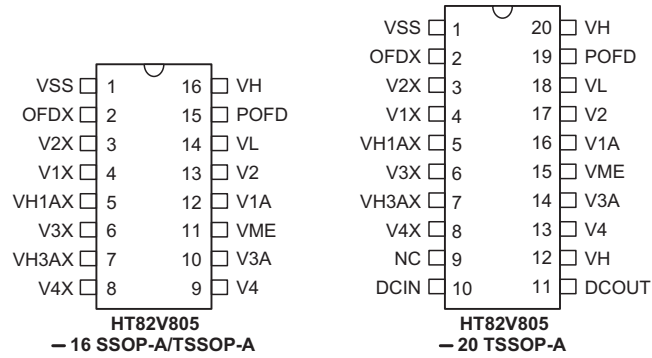 VSS 1 16 VH
OFDX 2 15 POFD
V2X 3 14 VL
V1X 4 13 V2
VH1AX 5 12 V1A
V3X 6 11 VME
VH3AX 7 10 V3A
V4X 8 9 V4
HT82V805
– 16 SSOP-A/TSSOP-A
VSS 1 20 VH
OFDX 2 19 POFD
V2X 3 18 VL
V1X 4 17 V2
VH1AX 5 16 V1A
V3X 6 15 VME
VH3AX 7 14 V3A
V4X 8 13 V4
NC 9 12 VH
DCIN 10 11 DCOUT
HT82V805
– 20 TSSOP-A